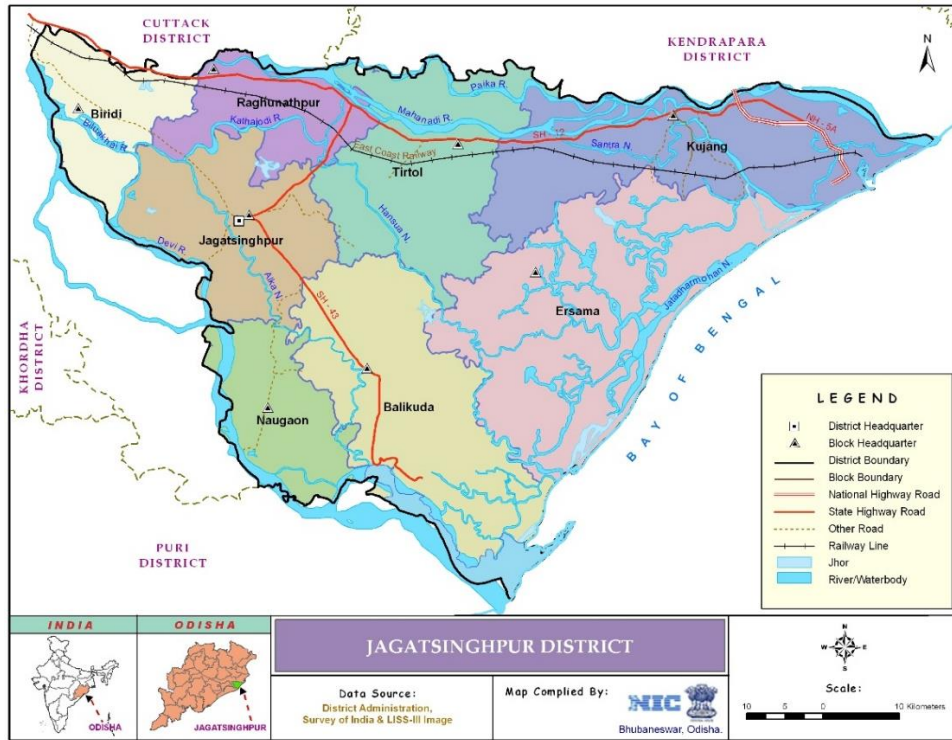 CUTTACK
DISTRICT
KENDRAPARA
DISTRICT
N
Biridi
Raghunathpur
Mahanadi R.
Paika R.
Kathajodi R.
East Coast Railway
SH - 12
Santra N.
Kujang
NH - 5A
Tirtol
Hansua N.
Jagatsinghpur
Devi R.
Alka N.
SH - 43
Ersama
Jatadharmohan N.
BAY OF BENGAL
KHORDHA
DISTRICT
Naugaon
Balikuda
PURI
DISTRICT
LEGEND
District Headquarter
Block Headquarter
District Boundary
Block Boundary
National Highway Road
State Highway Road
Other Road
Railway Line
Jhor
River/Waterbody
INDIA
ODISHA
ODISHA
JAGATSINGHPUR
JAGATSINGHPUR DISTRICT
Data Source:
District Administration,
Survey of India & LISS-III Image
Map Complied By:
NIC
Bhubaneswar, Odisha.
N
W E
S
Scale:
10 5 0 10 Kilometers